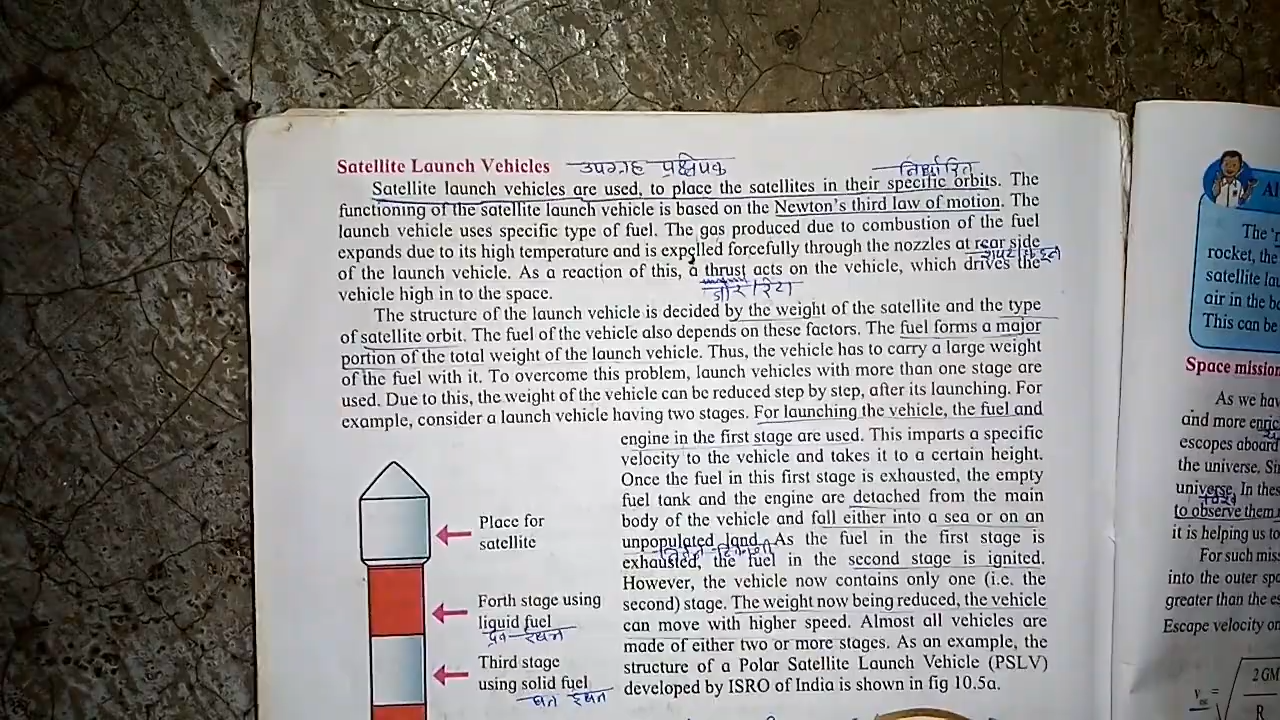 Satellite Launch Vehicles उपग्रह प्रक्षेपक
निर्धारित
Satellite launch vehicles are used, to place the satellites in their specific orbits. The
functioning of the satellite launch vehicle is based on the Newton's third law of motion. The
launch vehicle uses specific type of fuel. The gas produced due to combustion of the fuel
expands due to its high temperature and is expelled forcefully through the nozzles at rear side
of the launch vehicle. As a reaction of this, a thrust acts on the vehicle, which drives the
vehicle high in to the space.
The structure of the launch vehicle is decided by the weight of the satellite and the type
of satellite orbit. The fuel of the vehicle also depends on these factors. The fuel forms a major
portion of the total weight of the launch vehicle. Thus, the vehicle has to carry a large weight
of the fuel with it. To overcome this problem, launch vehicles with more than one stage are
used. Due to this, the weight of the vehicle can be reduced step by step, after its launching. For
example, consider a launch vehicle having two stages. For launching the vehicle, the fuel and
engine in the first stage are used. This imparts a specific
velocity to the vehicle and takes it to a certain height.
Once the fuel in this first stage is exhausted, the empty
fuel tank and the engine are detached from the main
body of the vehicle and fall either into a sea or on an
unpopulated land. As the fuel in the first stage is
exhausted, the fuel in the second stage is ignited.
However, the vehicle now contains only one (i.e. the
second) stage. The weight now being reduced, the vehicle
can move with higher speed. Almost all vehicles are
made of either two or more stages. As an example, the
structure of a Polar Satellite Launch Vehicle (PSLV)
developed by ISRO of India is shown in fig 10.5a.
Place for
satellite
Forth stage using
liquid fuel
Third stage
using solid fuel
घन इंधन
The
rocket, the
satellite
air in the
This can be
Space mission
As we
and more
escopes aboard
the universe.
universe. In
to observe them
it is helping us to
For such
into the outer
greater than the
Escape velocity
2 GM
R